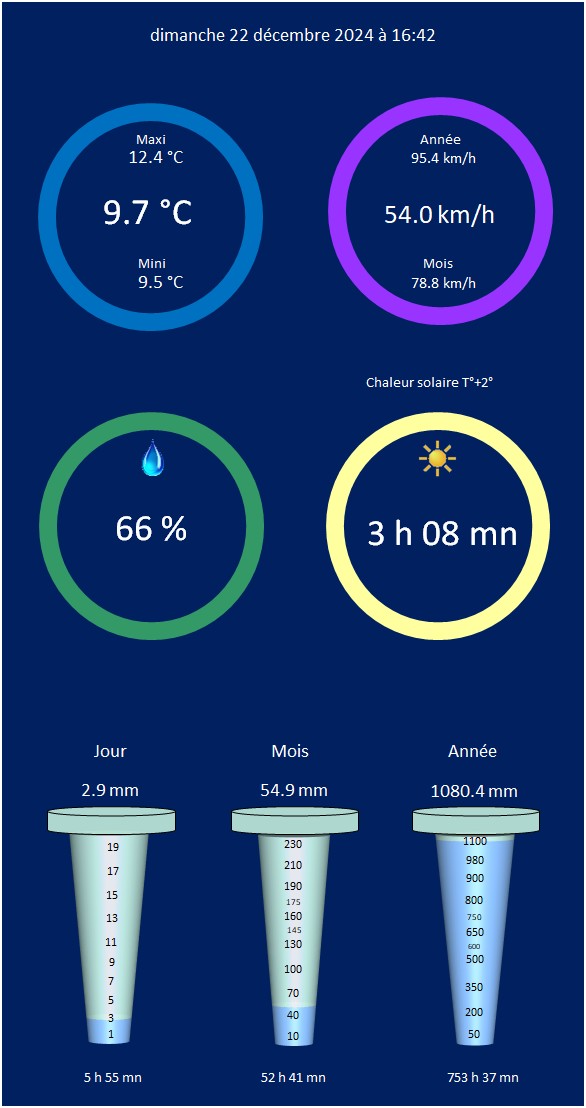 dimanche 22 décembre 2024 à 16:42
Maxi
12.4 °C
9.7 °C
Mini
9.5 °C
Année
95.4 km/h
54.0 km/h
Mois
78.8 km/h
Chaleur solaire T°+2°
66 %
3 h 08 mn
Jour
2.9 mm
19
17
15
13
11
9
7
5
3
1
5 h 55 mn
Mois
54.9 mm
230
210
190
175
160
145
130
100
70
40
10
52 h 41 mn
Année
1080.4 mm
1100
980
900
800
750
650
600
500
350
200
50
753 h 37 mn